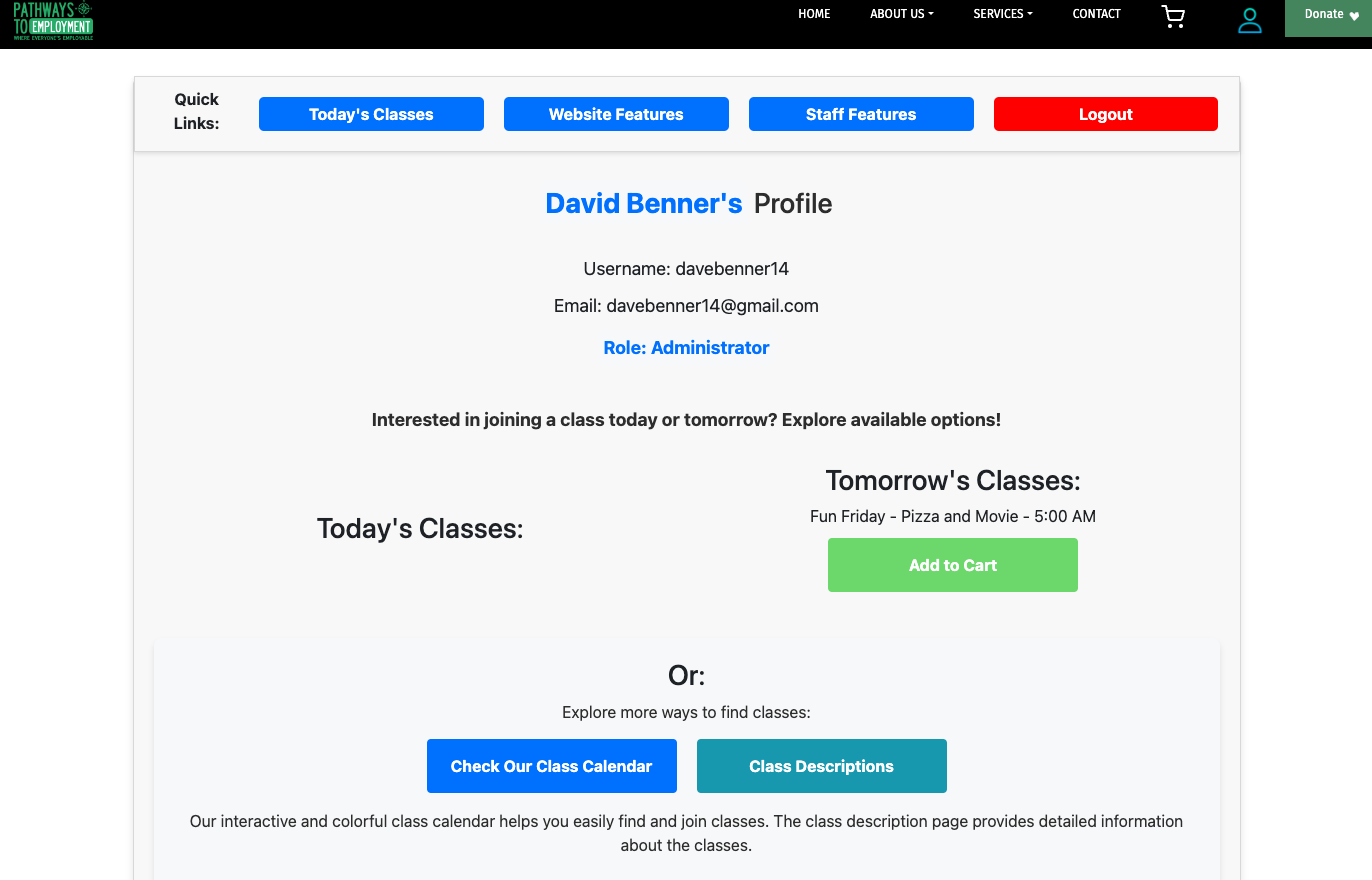 PATHWAYS
TO EMPLOYMENT
WHERE EVERYONE'S EMPLOYABLE
HOME
ABOUT US
SERVICES
CONTACT
Donate
Quick
Links:
Today's Classes
Website Features
Staff Features
Logout
David Benner's Profile
Username: davebenner14
Email: davebenner14@gmail.com
Role: Administrator
Interested in joining a class today or tomorrow? Explore available options!
Today's Classes:
Tomorrow's Classes:
Fun Friday - Pizza and Movie - 5:00 AM
Add to Cart
Or:
Explore more ways to find classes:
Check Our Class Calendar
Class Descriptions
Our interactive and colorful class calendar helps you easily find and join classes. The class description page provides detailed information
about the classes.